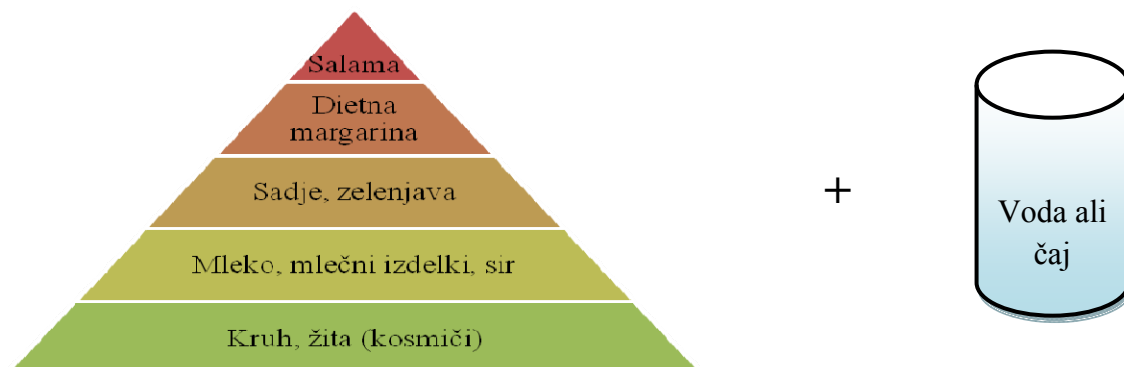 Salama
Dietna
margarina
Sadje, zelenjava
Mleko, mlečni izdelki, sir
Kruh, žita (kosmiči)
+
Voda ali
čaj